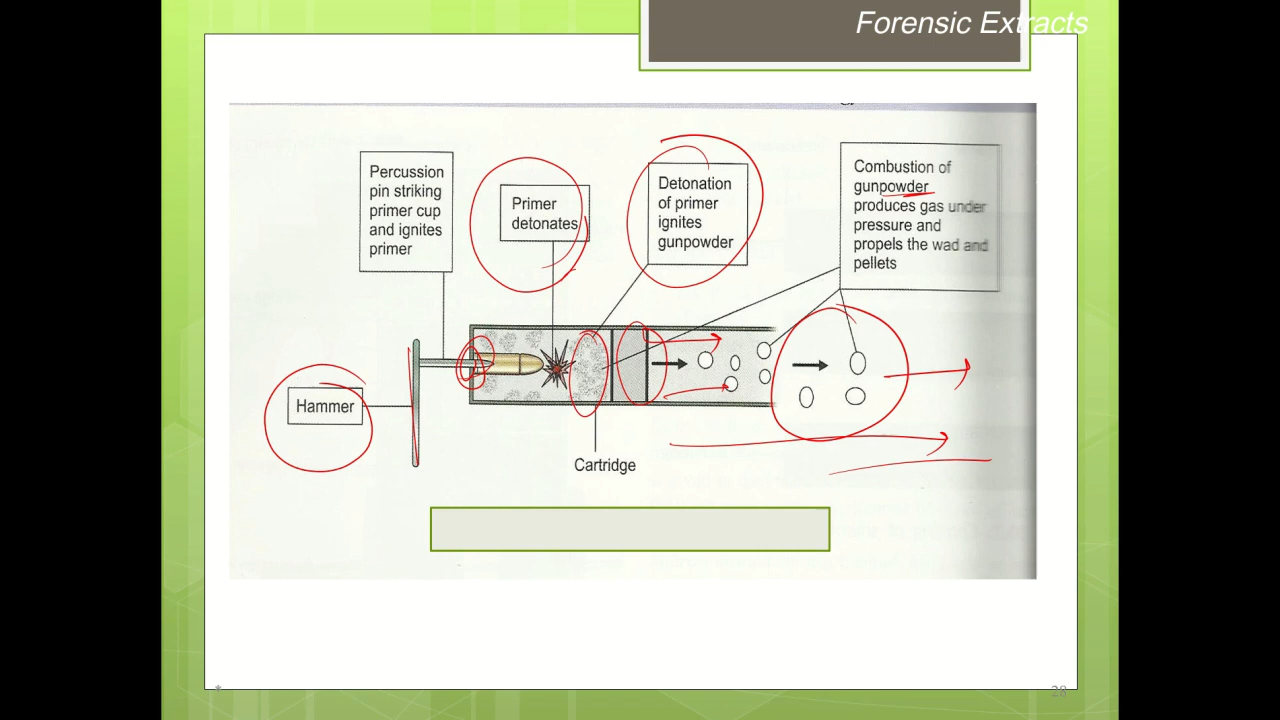 Forensic Extracts
Percussion
pin striking
primer cup
and ignites
primer
Primer
detonates
Detonation
of primer
ignites
gunpowder
Combustion of
gunpowder
produces gas under
pressure and
propels the wad and
pellets
Hammer
Cartridge
*
28